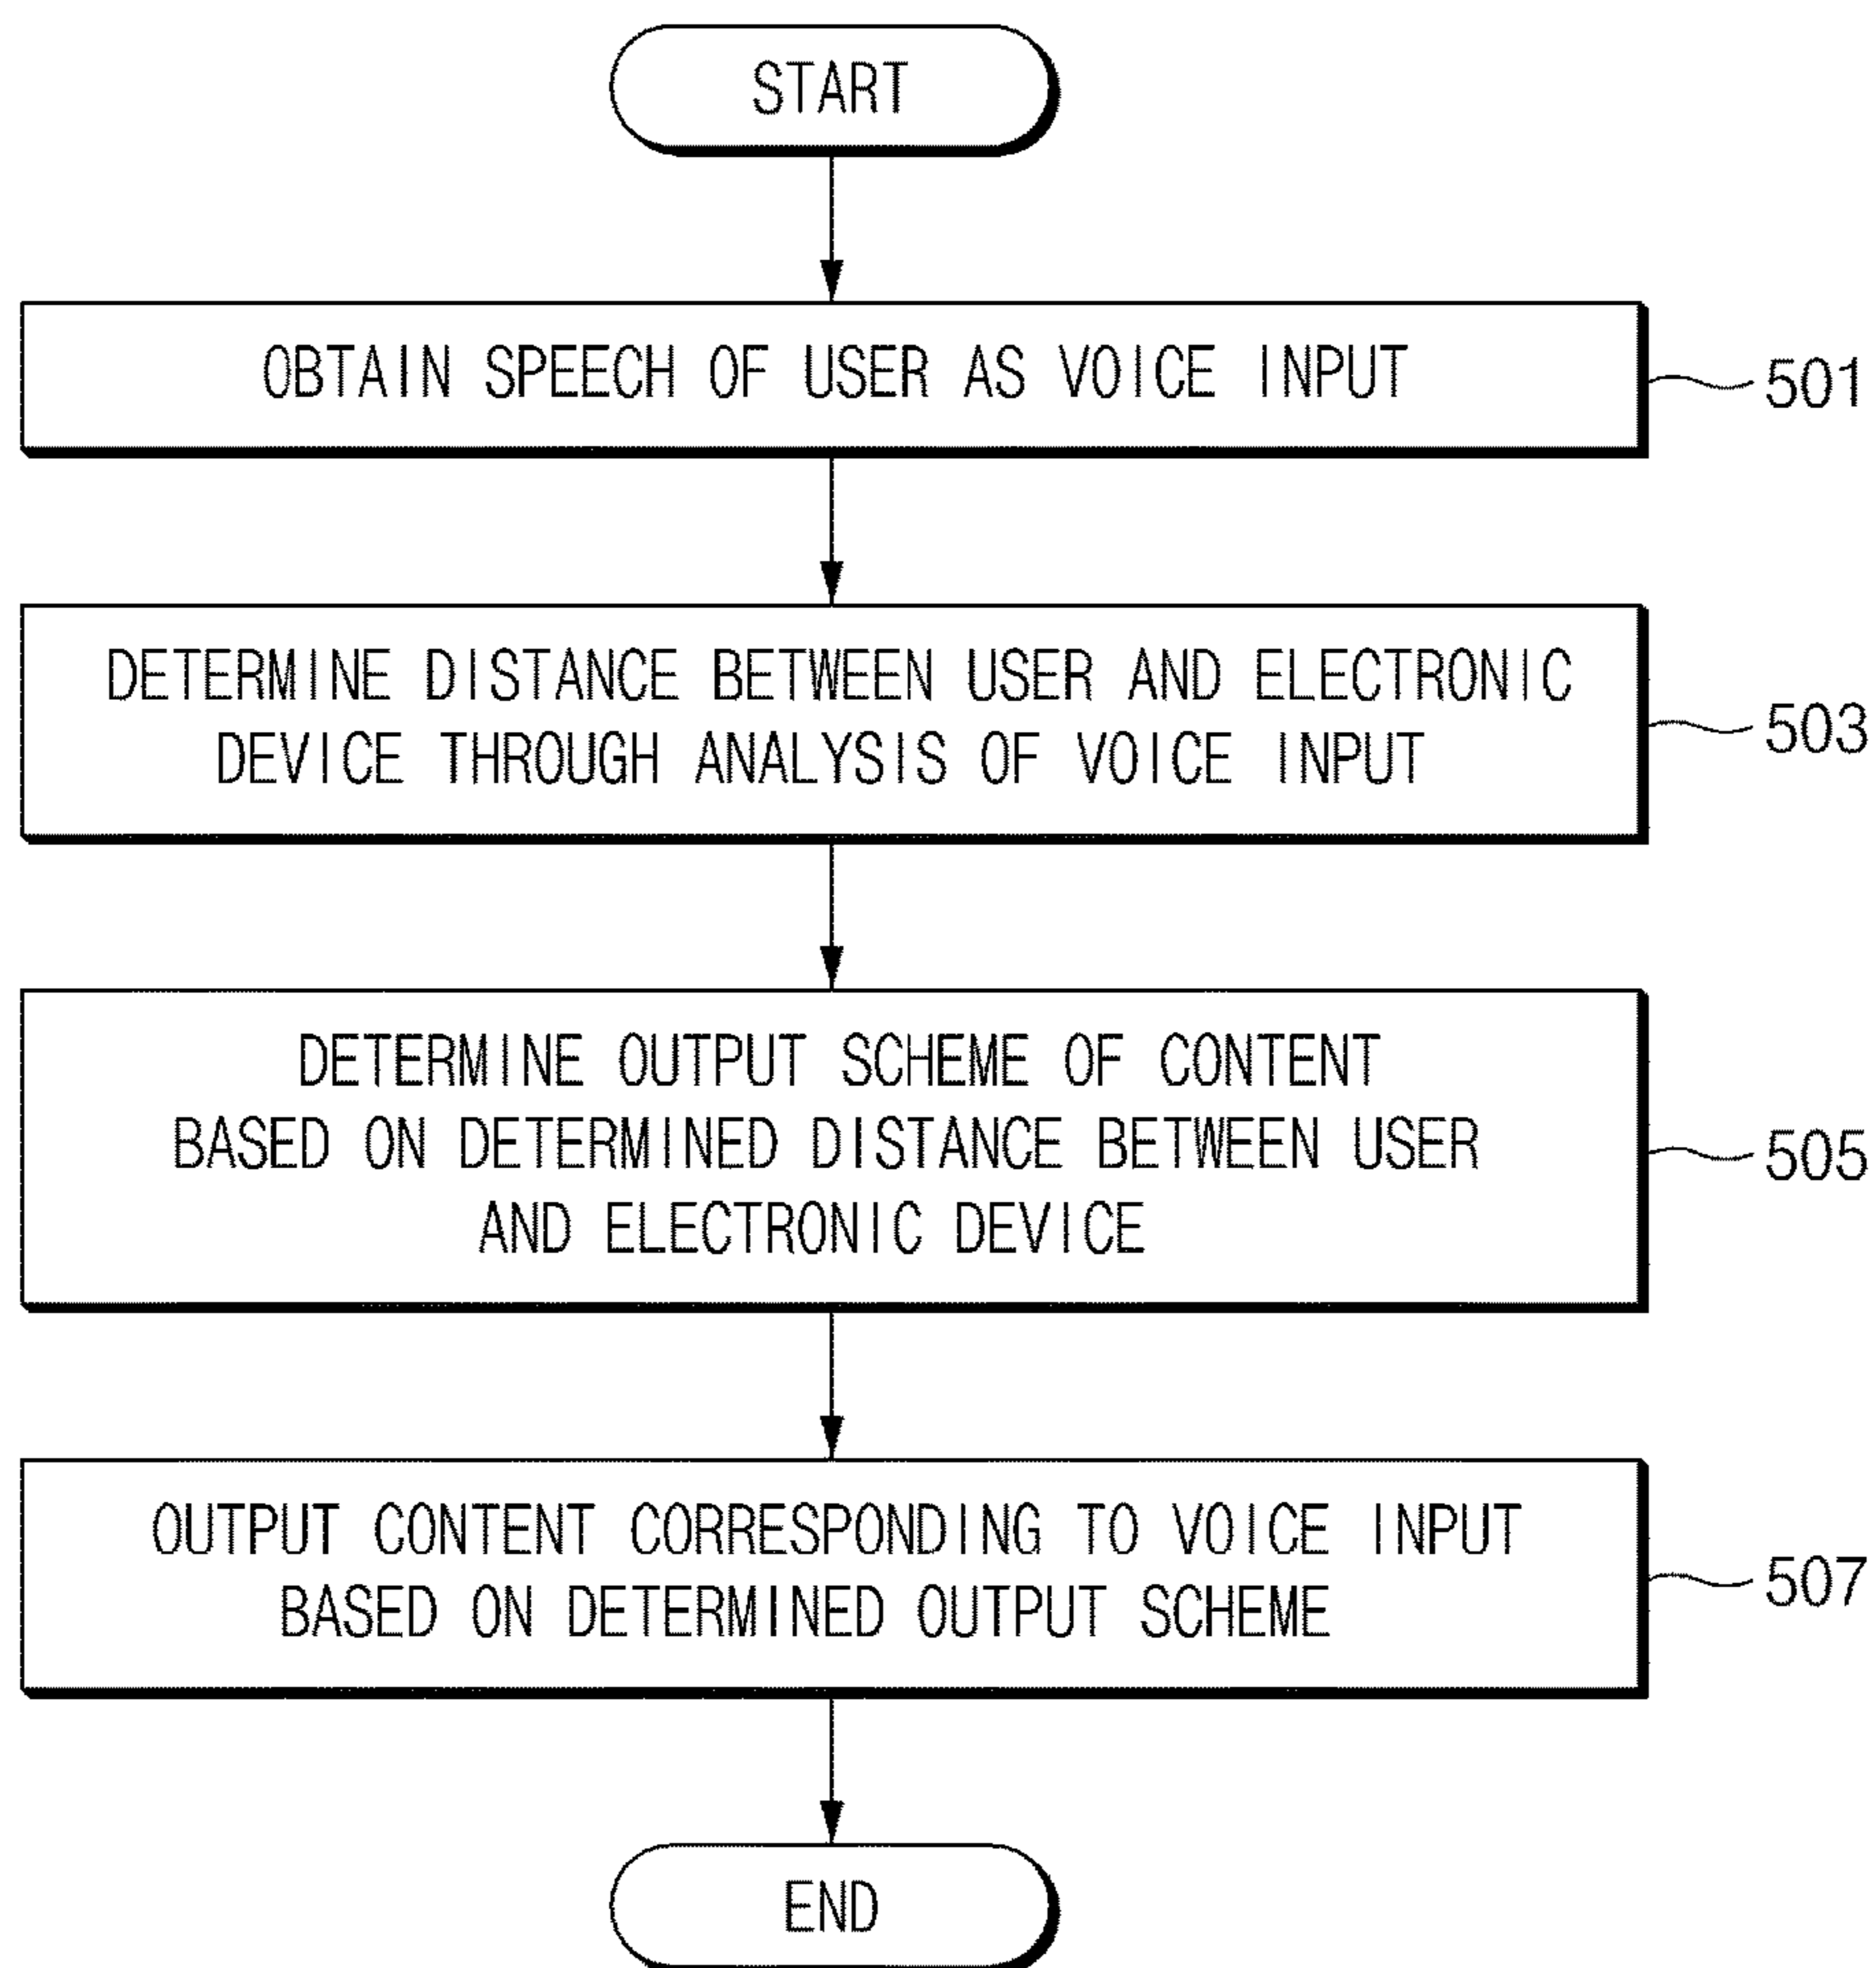 START
OBTAIN SPEECH OF USER AS VOICE INPUT
501
DETERMINE DISTANCE BETWEEN USER AND ELECTRONIC
DEVICE THROUGH ANALYSIS OF VOICE INPUT
503
DETERMINE OUTPUT SCHEME OF CONTENT
BASED ON DETERMINED DISTANCE BETWEEN USER
AND ELECTRONIC DEVICE
505
OUTPUT CONTENT CORRESPONDING TO VOICE INPUT
BASED ON DETERMINED OUTPUT SCHEME
507
END